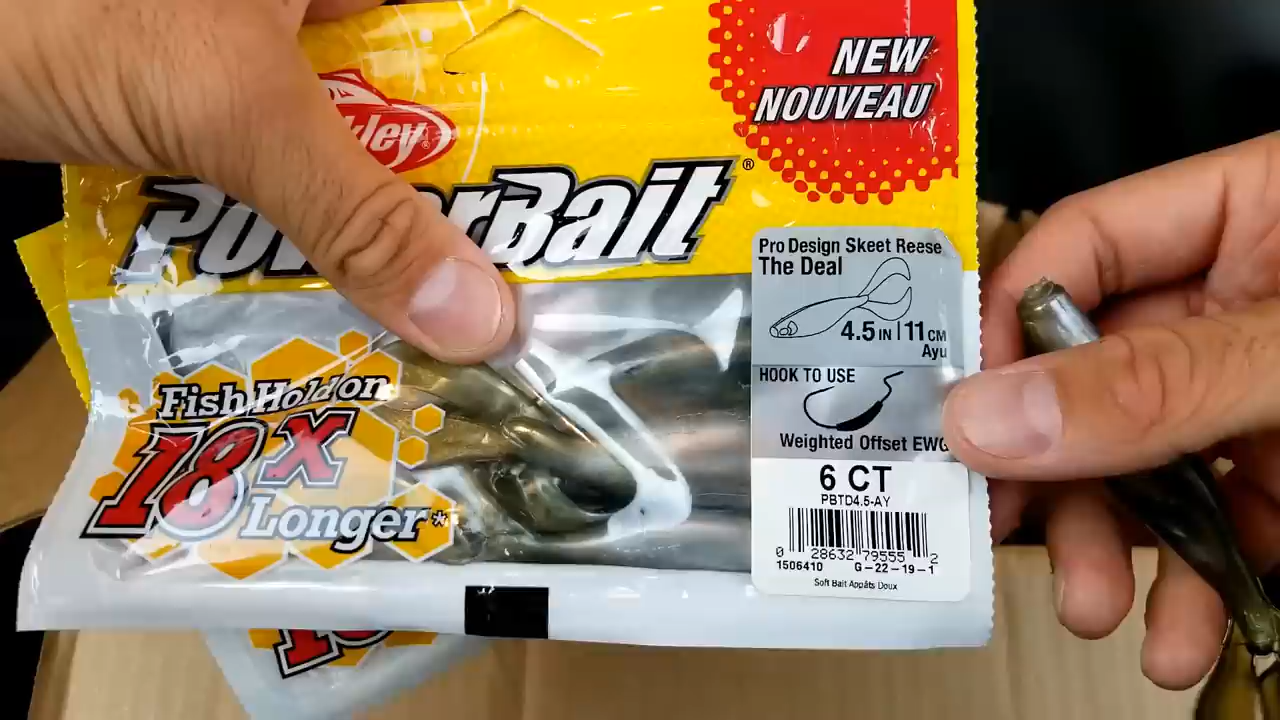 NEW
NOUVEAU
PowerBait®
Pro Design Skeet Reese
The Deal
4.5 IN | 11 CM
Ayu
HOOK TO USE
Weighted Offset EWG
6 CT
PBTD4.5-AY
0 28632 79555 2
1506410 G-22-19-1
Soft Bait Appâts Doux
Fish Hold on
18x
Longer*
18